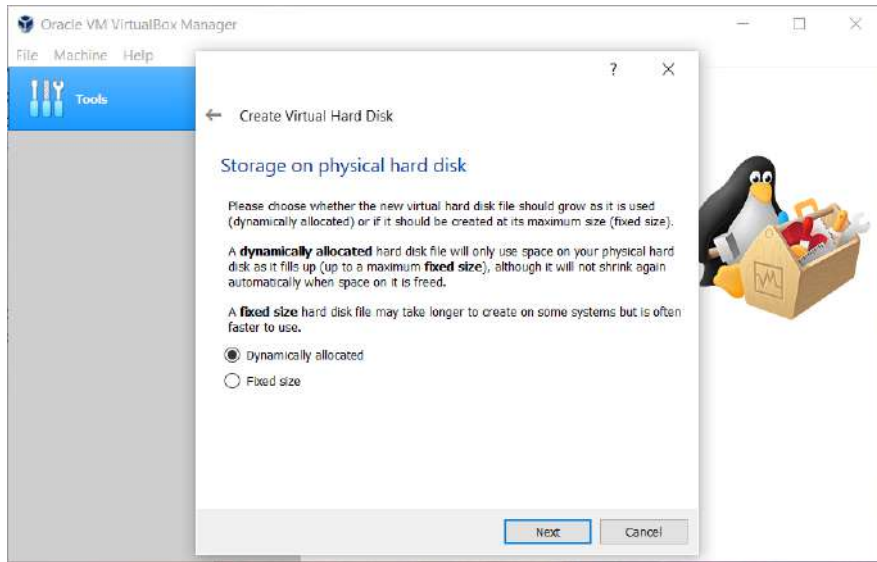 Oracle VM VirtualBox Manager
File Machine Help
Tools
?
Create Virtual Hard Disk
Storage on physical hard disk
Please choose whether the new virtual hard disk file should grow as it is used
(dynamically allocated) or if it should be created at its maximum size (fixed size).
A dynamically allocated hard disk file will only use space on your physical hard
disk as it fills up (up to a maximum fixed size), although it will not shrink again
automatically when space on it is freed.
A fixed size hard disk file may take longer to create on some systems but is often
faster to use.
Dynamically allocated
Fixed size
Next Cancel